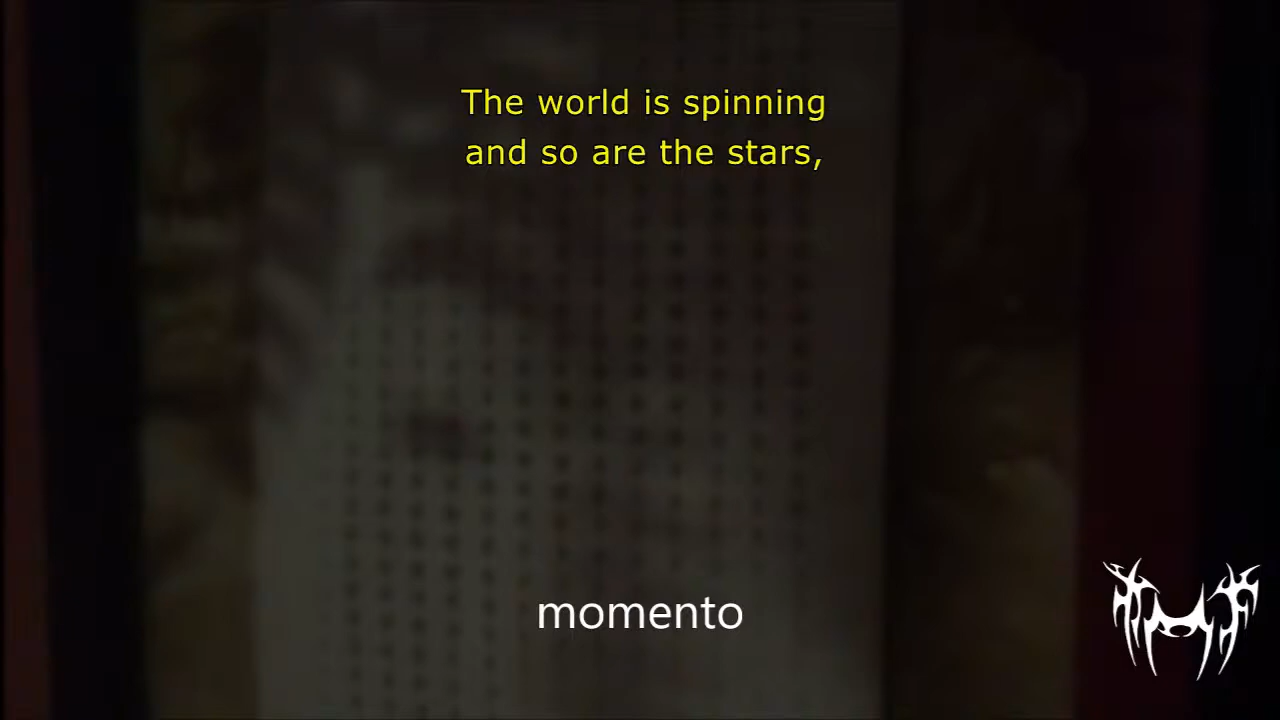 The world is spinning
and so are the stars,
momento